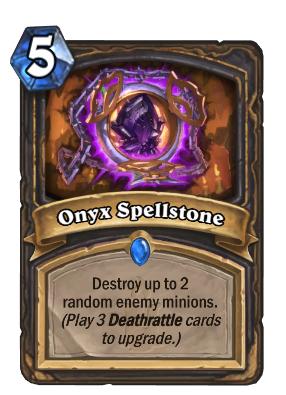 5
Onyx Spellstone
Destroy up to 2
random enemy minions.
(Play 3 Deathrattle cards
to upgrade.)